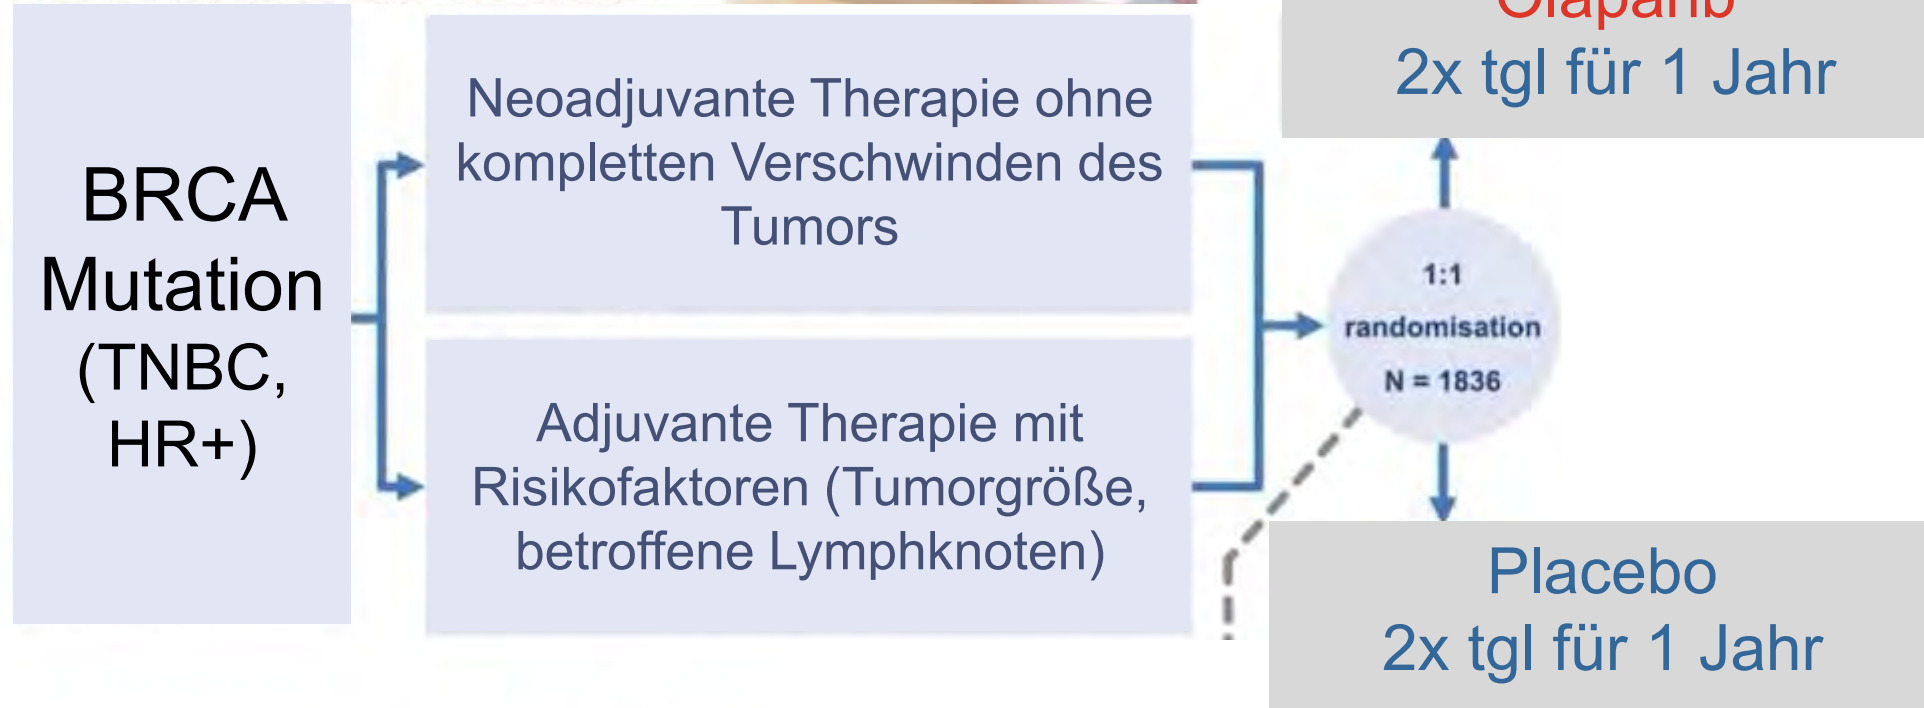 BRCA
Mutation
(TNBC,
HR+)
Neoadjuvante Therapie ohne
kompletten Verschwinden des
Tumors
Adjuvante Therapie mit
Risikofaktoren (Tumorgröße,
betroffene Lymphknoten)
1:1
randomisation
N = 1836
Olaparib
2x tgl für 1 Jahr
Placebo
2x tgl für 1 Jahr